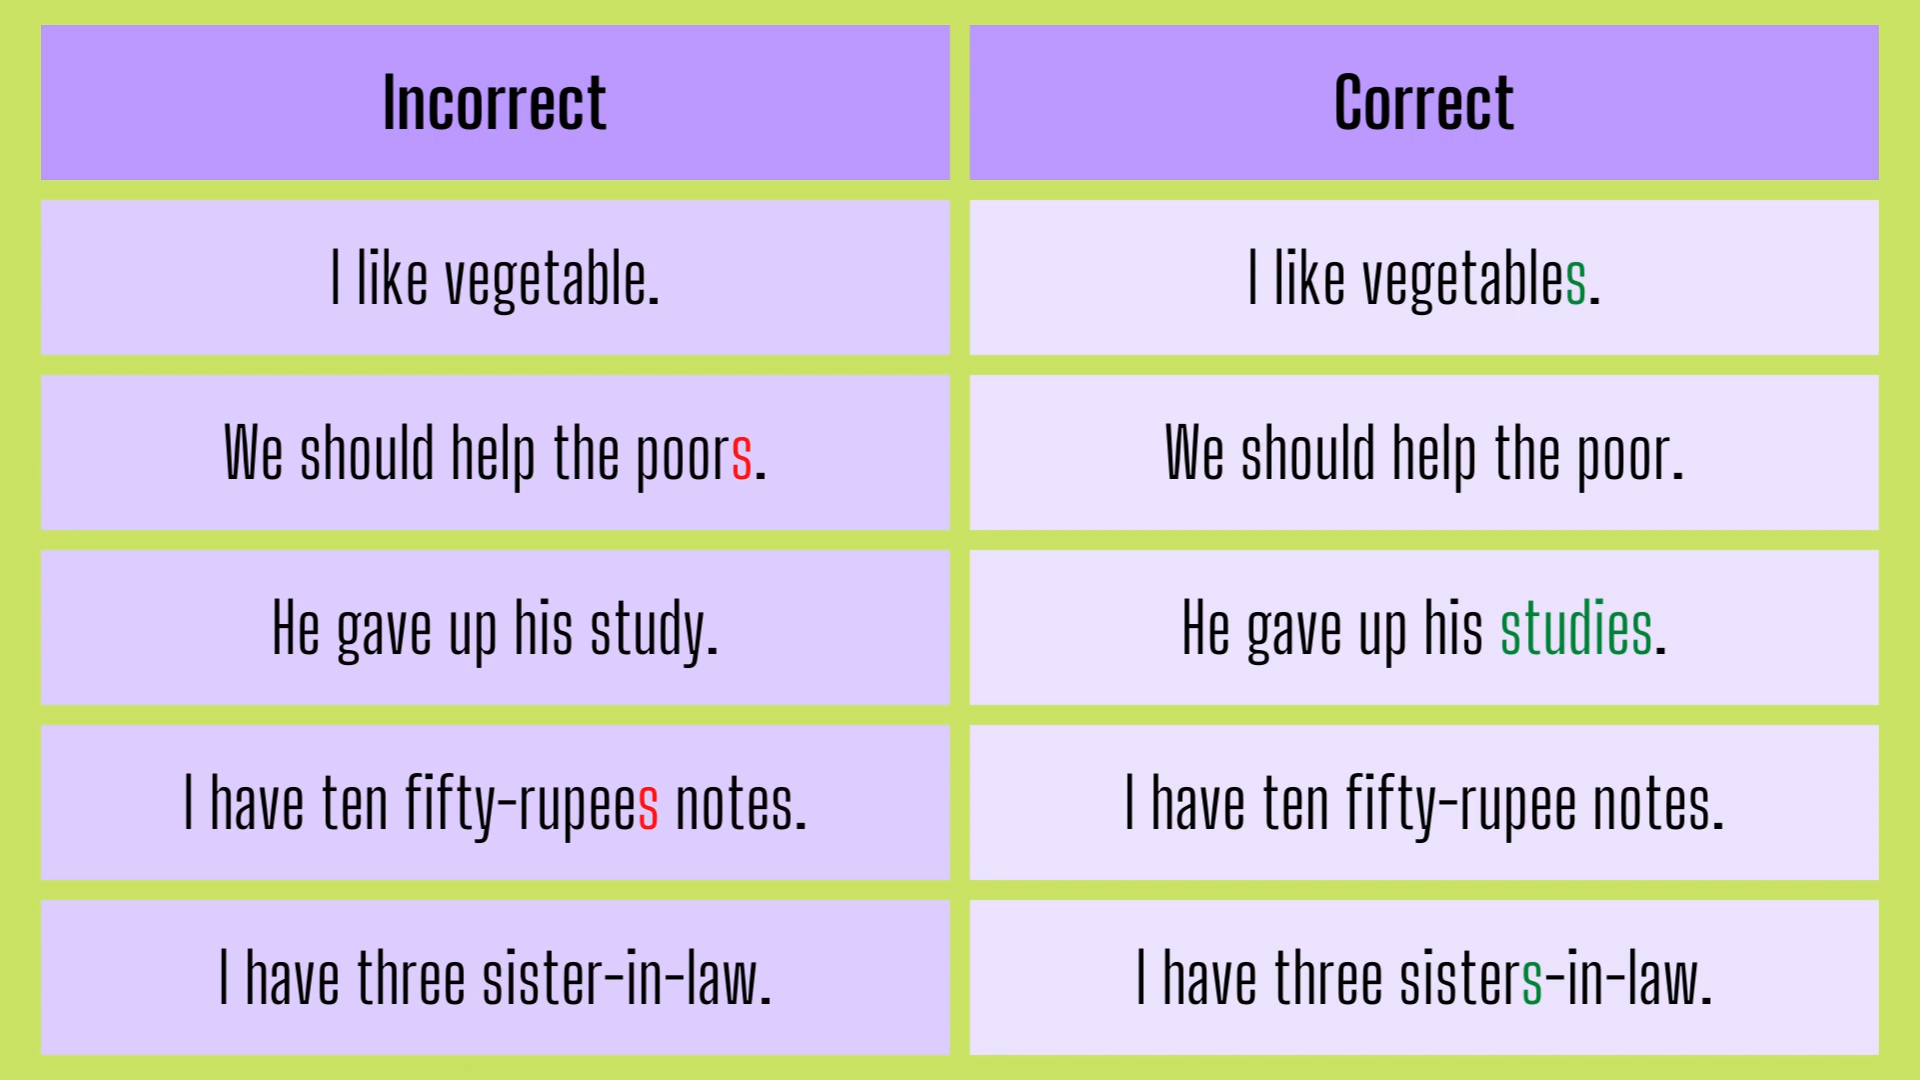 Incorrect
Correct
I like vegetable.
I like vegetables.
We should help the poors.
We should help the poor.
He gave up his study.
He gave up his studies.
I have ten fifty-rupees notes.
I have ten fifty-rupee notes.
I have three sister-in-law.
I have three sisters-in-law.